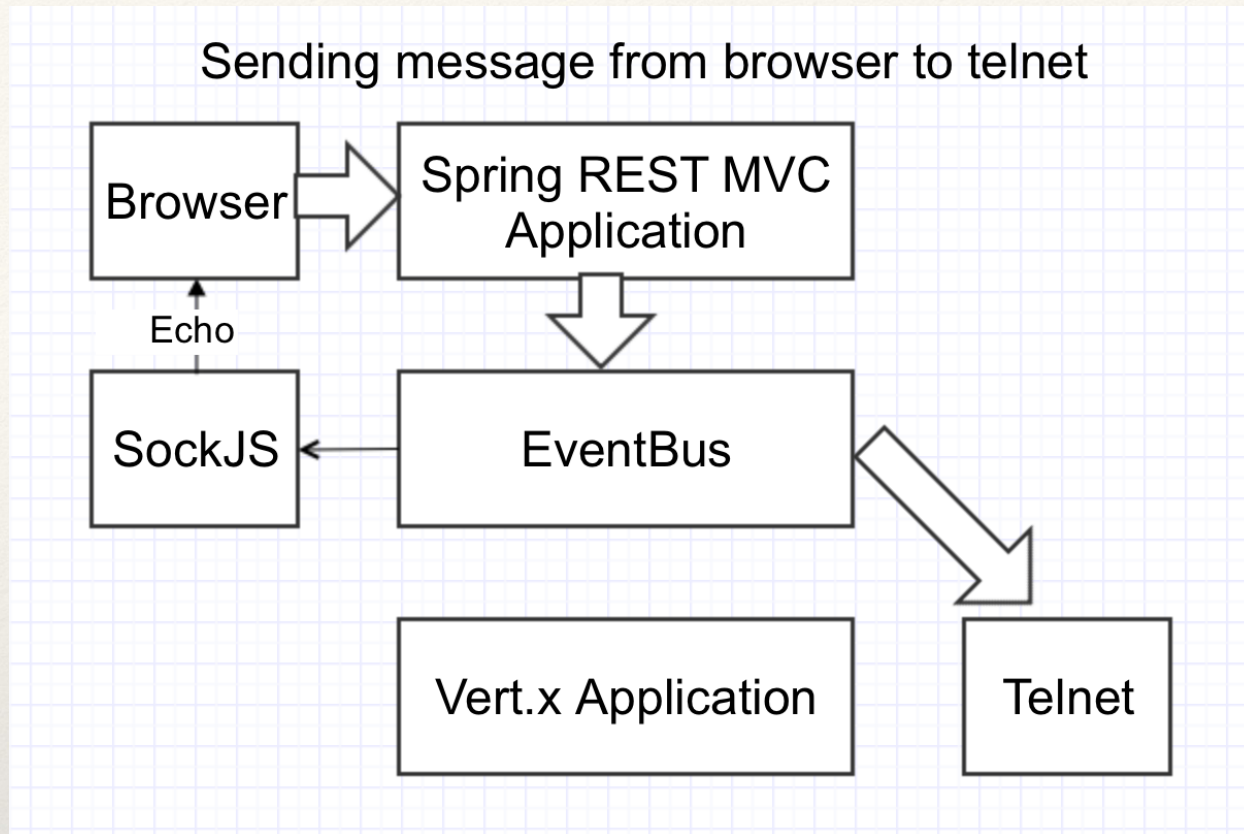 Sending message from browser to telnet
Browser
Spring REST MVC
Application
Echo
SockJS
EventBus
Vert.x Application
Telnet